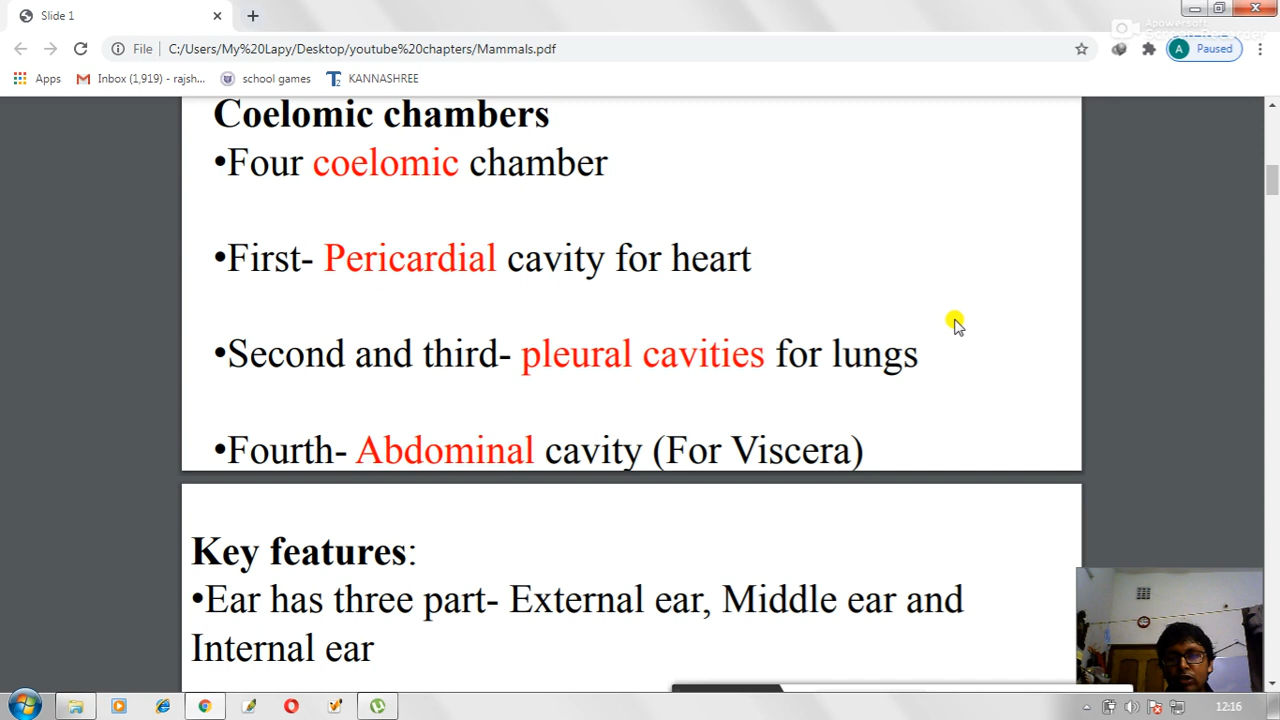 Slide 1
Apowersoft
Screen Recorder
File
C:/Users/My%20Lapy/Desktop/youtube%20chapters/Mammals.pdf
A
Paused
Apps
Inbox (1,919) - rajsh...
school games
KANNASHREE
Coelomic chambers
•Four coelomic chamber
•First- Pericardial cavity for heart
•Second and third- pleural cavities for lungs
•Fourth- Abdominal cavity (For Viscera)
Key features:
•Ear has three part- External ear, Middle ear and
Internal ear
12:16